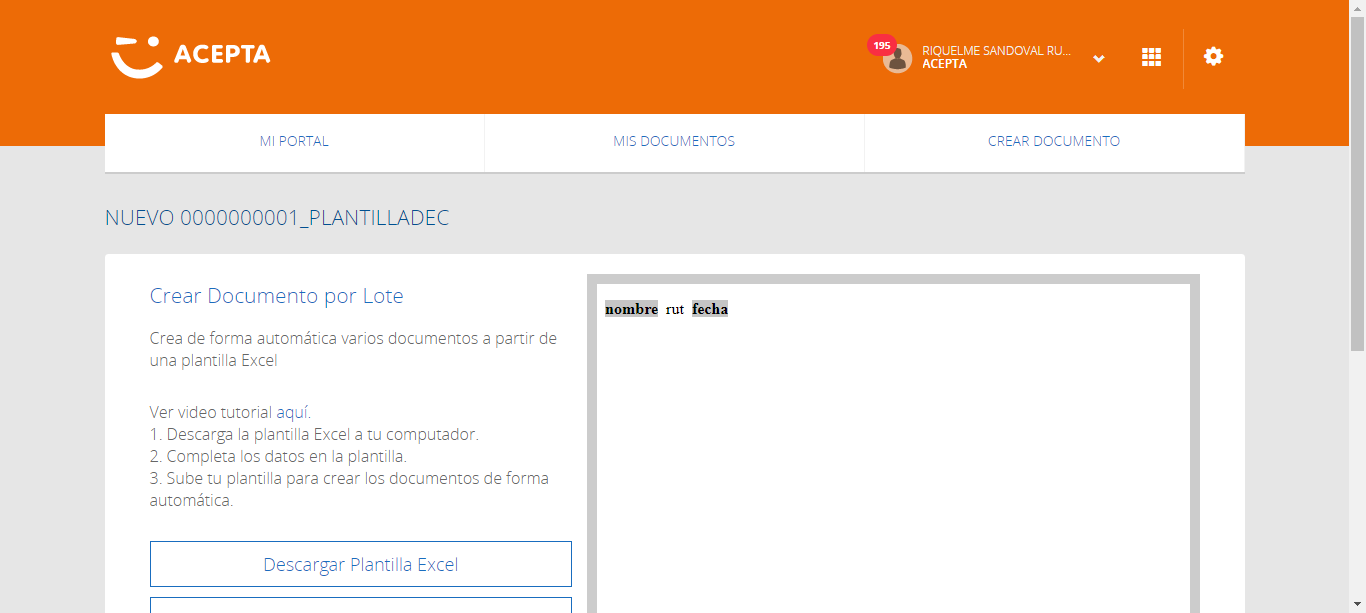 ACEPTA
195
RIQUELME SANDOVAL RU...
ACEPTA
MI PORTAL
MIS DOCUMENTOS
CREAR DOCUMENTO
NUEVO 0000000001_PLANTILLADEC
Crear Documento por Lote
Crea de forma automática varios documentos a partir de
una plantilla Excel
Ver video tutorial aquí.
1. Descarga la plantilla Excel a tu computador.
2. Completa los datos en la plantilla.
3. Sube tu plantilla para crear los documentos de forma
automática.
Descargar Plantilla Excel
nombre rut fecha